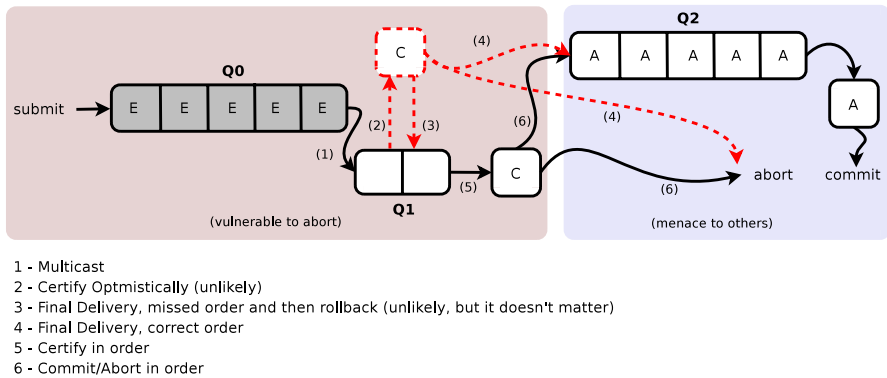 Q2
(4)
C
A A A A A
Q0
submit
E E E E E
A
(2)
(3)
(6)
(4)
(1)
C
(5)
(6)
abort
commit
Q1
(vulnerable to abort)
(menace to others)
1 - Multicast
2 - Certify Optmistically (unlikely)
3 - Final Delivery, missed order and then rollback (unlikely, but it doesn't matter)
4 - Final Delivery, correct order
5 - Certify in order
6 - Commit/Abort in order